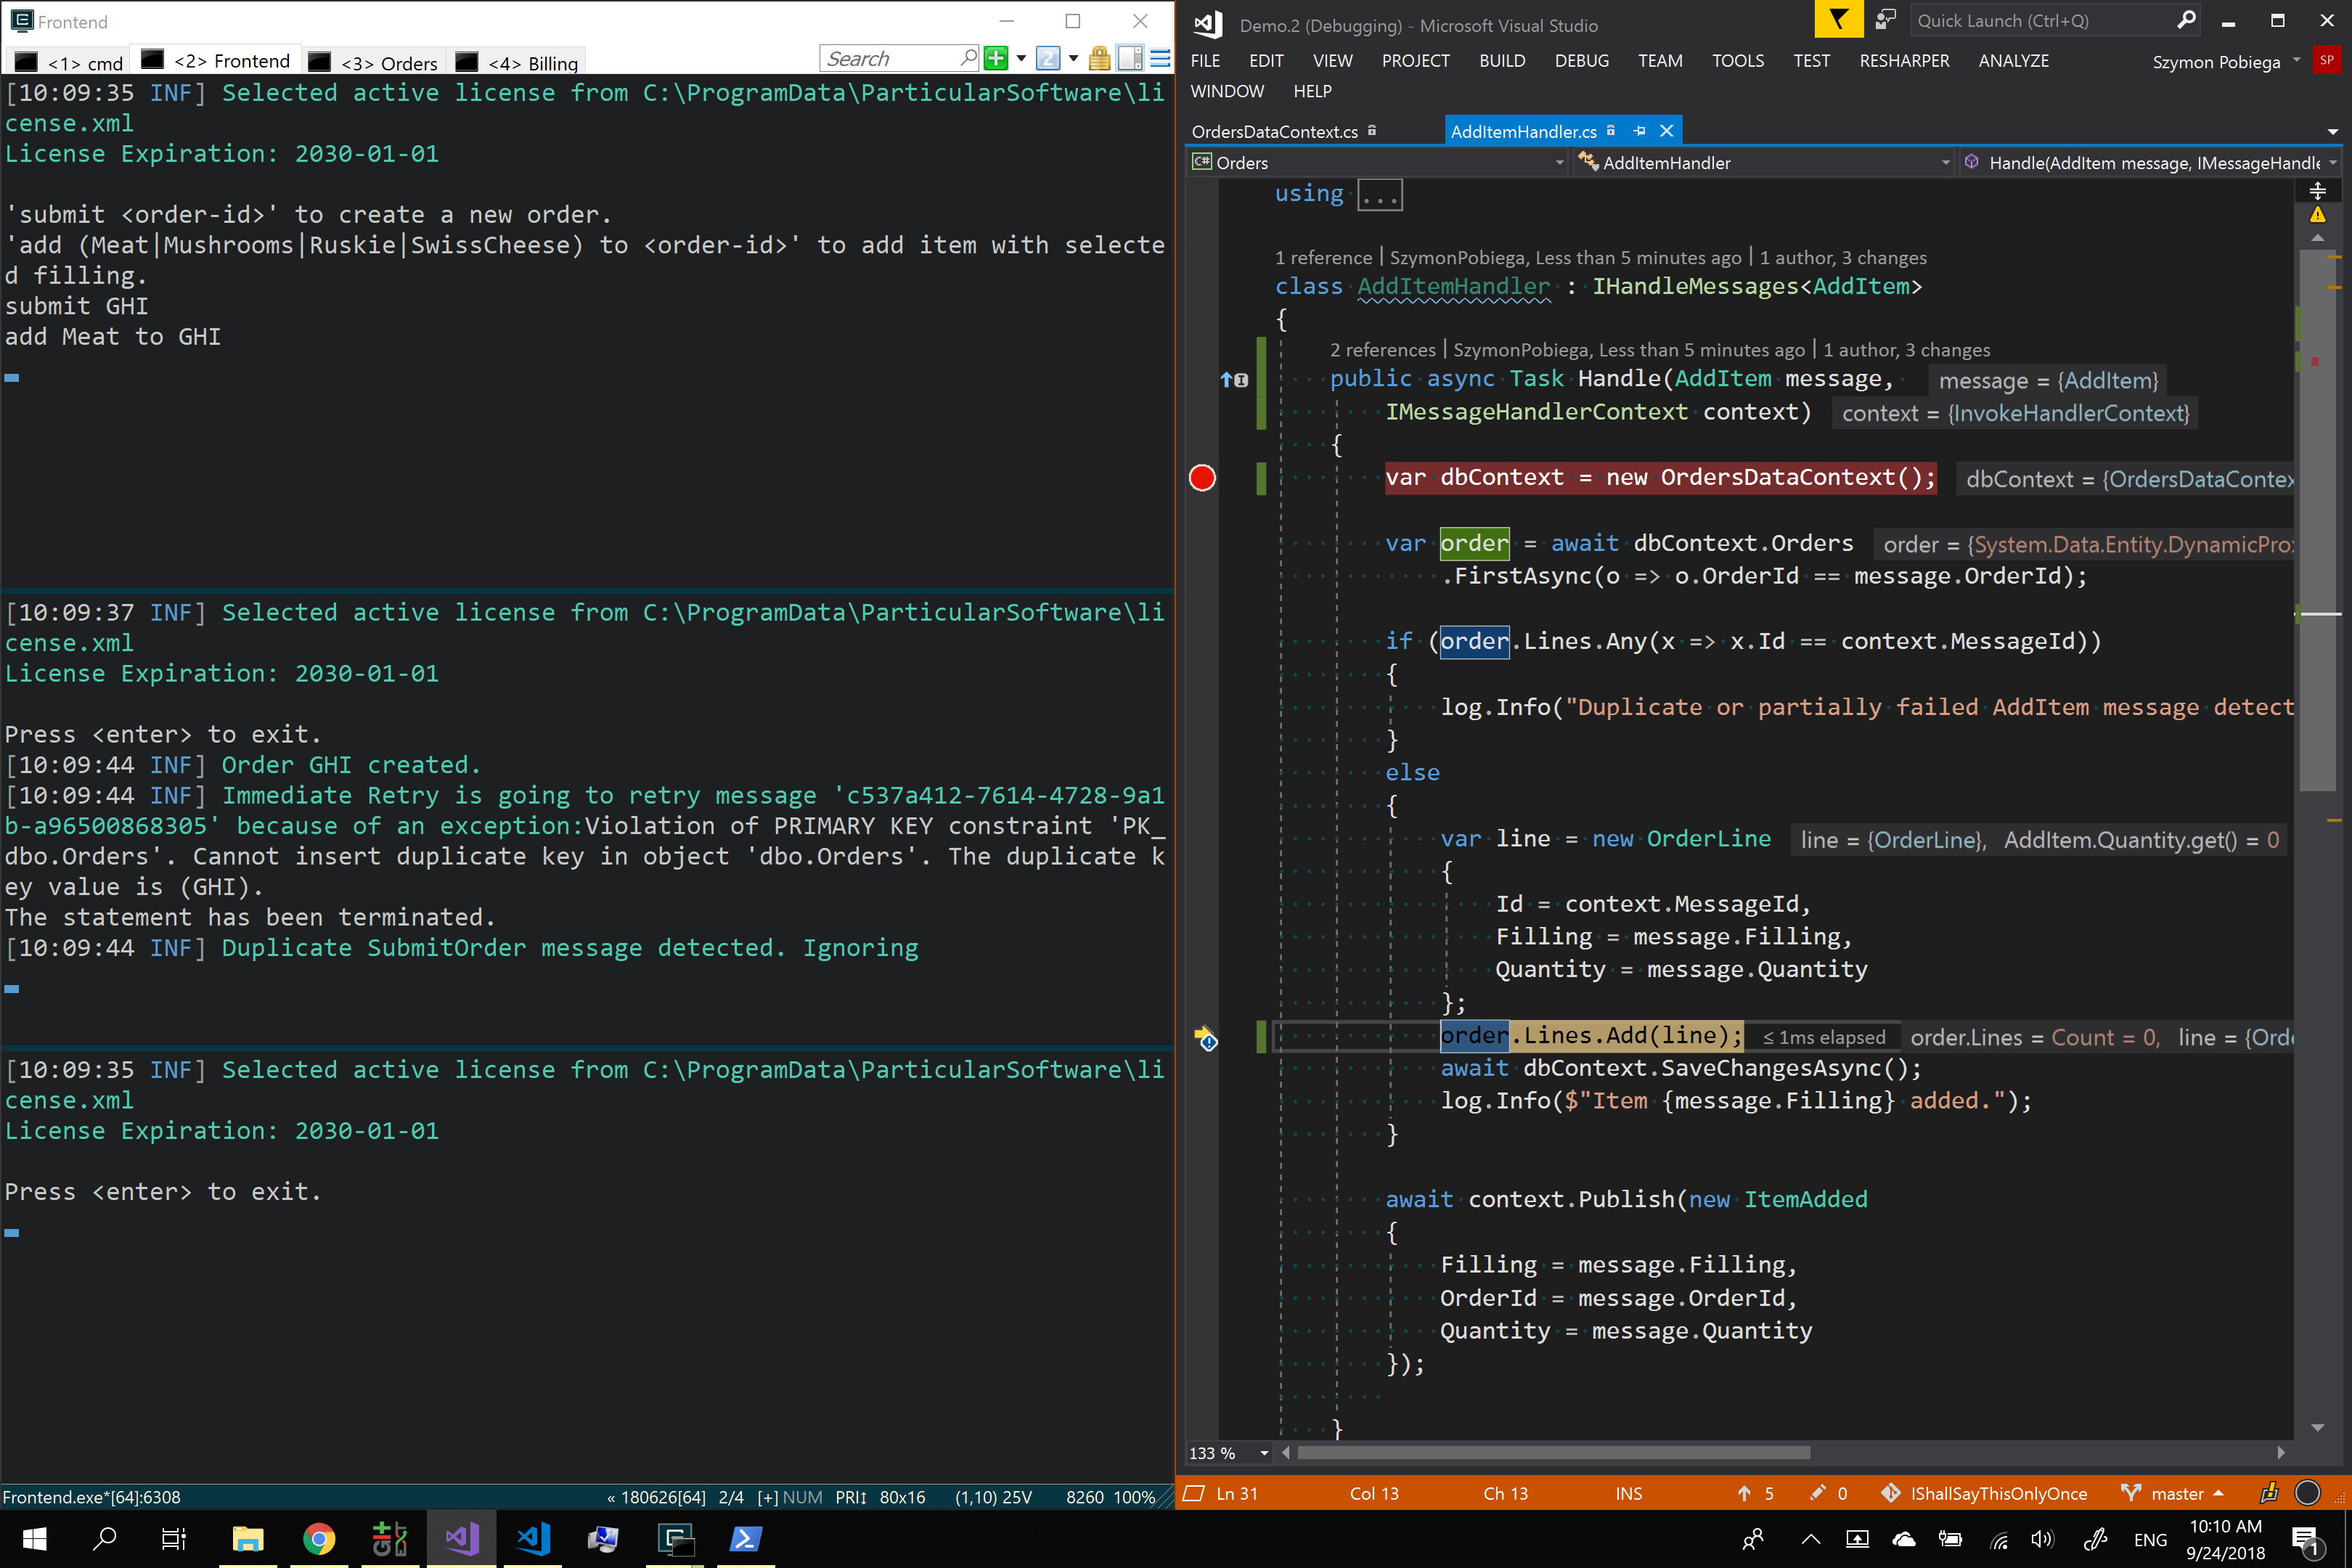 Frontend
Search
2
<1> cmd
<2> Frontend
<3> Orders
<4> Billing
[10:09:35 INF] Selected active license from C:\ProgramData\ParticularSoftware\li
cense.xml
License Expiration: 2030-01-01
'submit <order-id>' to create a new order.
'add (Meat|Mushrooms|Ruskie|SwissCheese) to <order-id>' to add item with selecte
d filling.
submit GHI
add Meat to GHI
[10:09:37 INF] Selected active license from C:\ProgramData\ParticularSoftware\li
cense.xml
License Expiration: 2030-01-01
Press <enter> to exit.
[10:09:44 INF] Order GHI created.
[10:09:44 INF] Immediate Retry is going to retry message 'c537a412-7614-4728-9a1
b-a96500868305' because of an exception:Violation of PRIMARY KEY constraint 'PK_
dbo.Orders'. Cannot insert duplicate key in object 'dbo.Orders'. The duplicate k
ey value is (GHI).
The statement has been terminated.
[10:09:44 INF] Duplicate SubmitOrder message detected. Ignoring
[10:09:35 INF] Selected active license from C:\ProgramData\ParticularSoftware\li
cense.xml
License Expiration: 2030-01-01
Press <enter> to exit.
Frontend.exe*[64]:6308 « 180626[64] 2/4 [+] NUM PRI↕ 80x16 (1,10) 25V 8260 100%
Demo.2 (Debugging) - Microsoft Visual Studio
Quick Launch (Ctrl+Q)
FILE EDIT VIEW PROJECT BUILD DEBUG TEAM TOOLS TEST RESHARPER ANALYZE
Szymon Pobiega SP
WINDOW HELP
OrdersDataContext.cs AddItemHandler.cs
C# Orders AddItemHandler Handle(AddItem message, IMessageHandle
using ...
1 reference | SzymonPobiega, Less than 5 minutes ago | 1 author, 3 changes
class AddItemHandler : IHandleMessages<AddItem>
{
2 references | SzymonPobiega, Less than 5 minutes ago | 1 author, 3 changes
public async Task Handle(AddItem message, message = {AddItem}
IMessageHandlerContext context) context = {InvokeHandlerContext}
{
var dbContext = new OrdersDataContext(); dbContext = {OrdersDataContex
var order = await dbContext.Orders order = {System.Data.Entity.DynamicPro
.FirstAsync(o => o.OrderId == message.OrderId);
if (order.Lines.Any(x => x.Id == context.MessageId))
{
log.Info("Duplicate or partially failed AddItem message detect
}
else
{
var line = new OrderLine line = {OrderLine}, AddItem.Quantity.get() = 0
{
Id = context.MessageId,
Filling = message.Filling,
Quantity = message.Quantity
};
order.Lines.Add(line); ≤ 1ms elapsed order.Lines = Count = 0, line = {Orde
await dbContext.SaveChangesAsync();
log.Info($"Item {message.Filling} added.");
}
await context.Publish(new ItemAdded
{
Filling = message.Filling,
OrderId = message.OrderId,
Quantity = message.Quantity
});
}
133 %
Ln 31 Col 13 Ch 13 INS 5 0 IShallSayThisOnlyOnce master
ENG
10:10 AM
9/24/2018
1